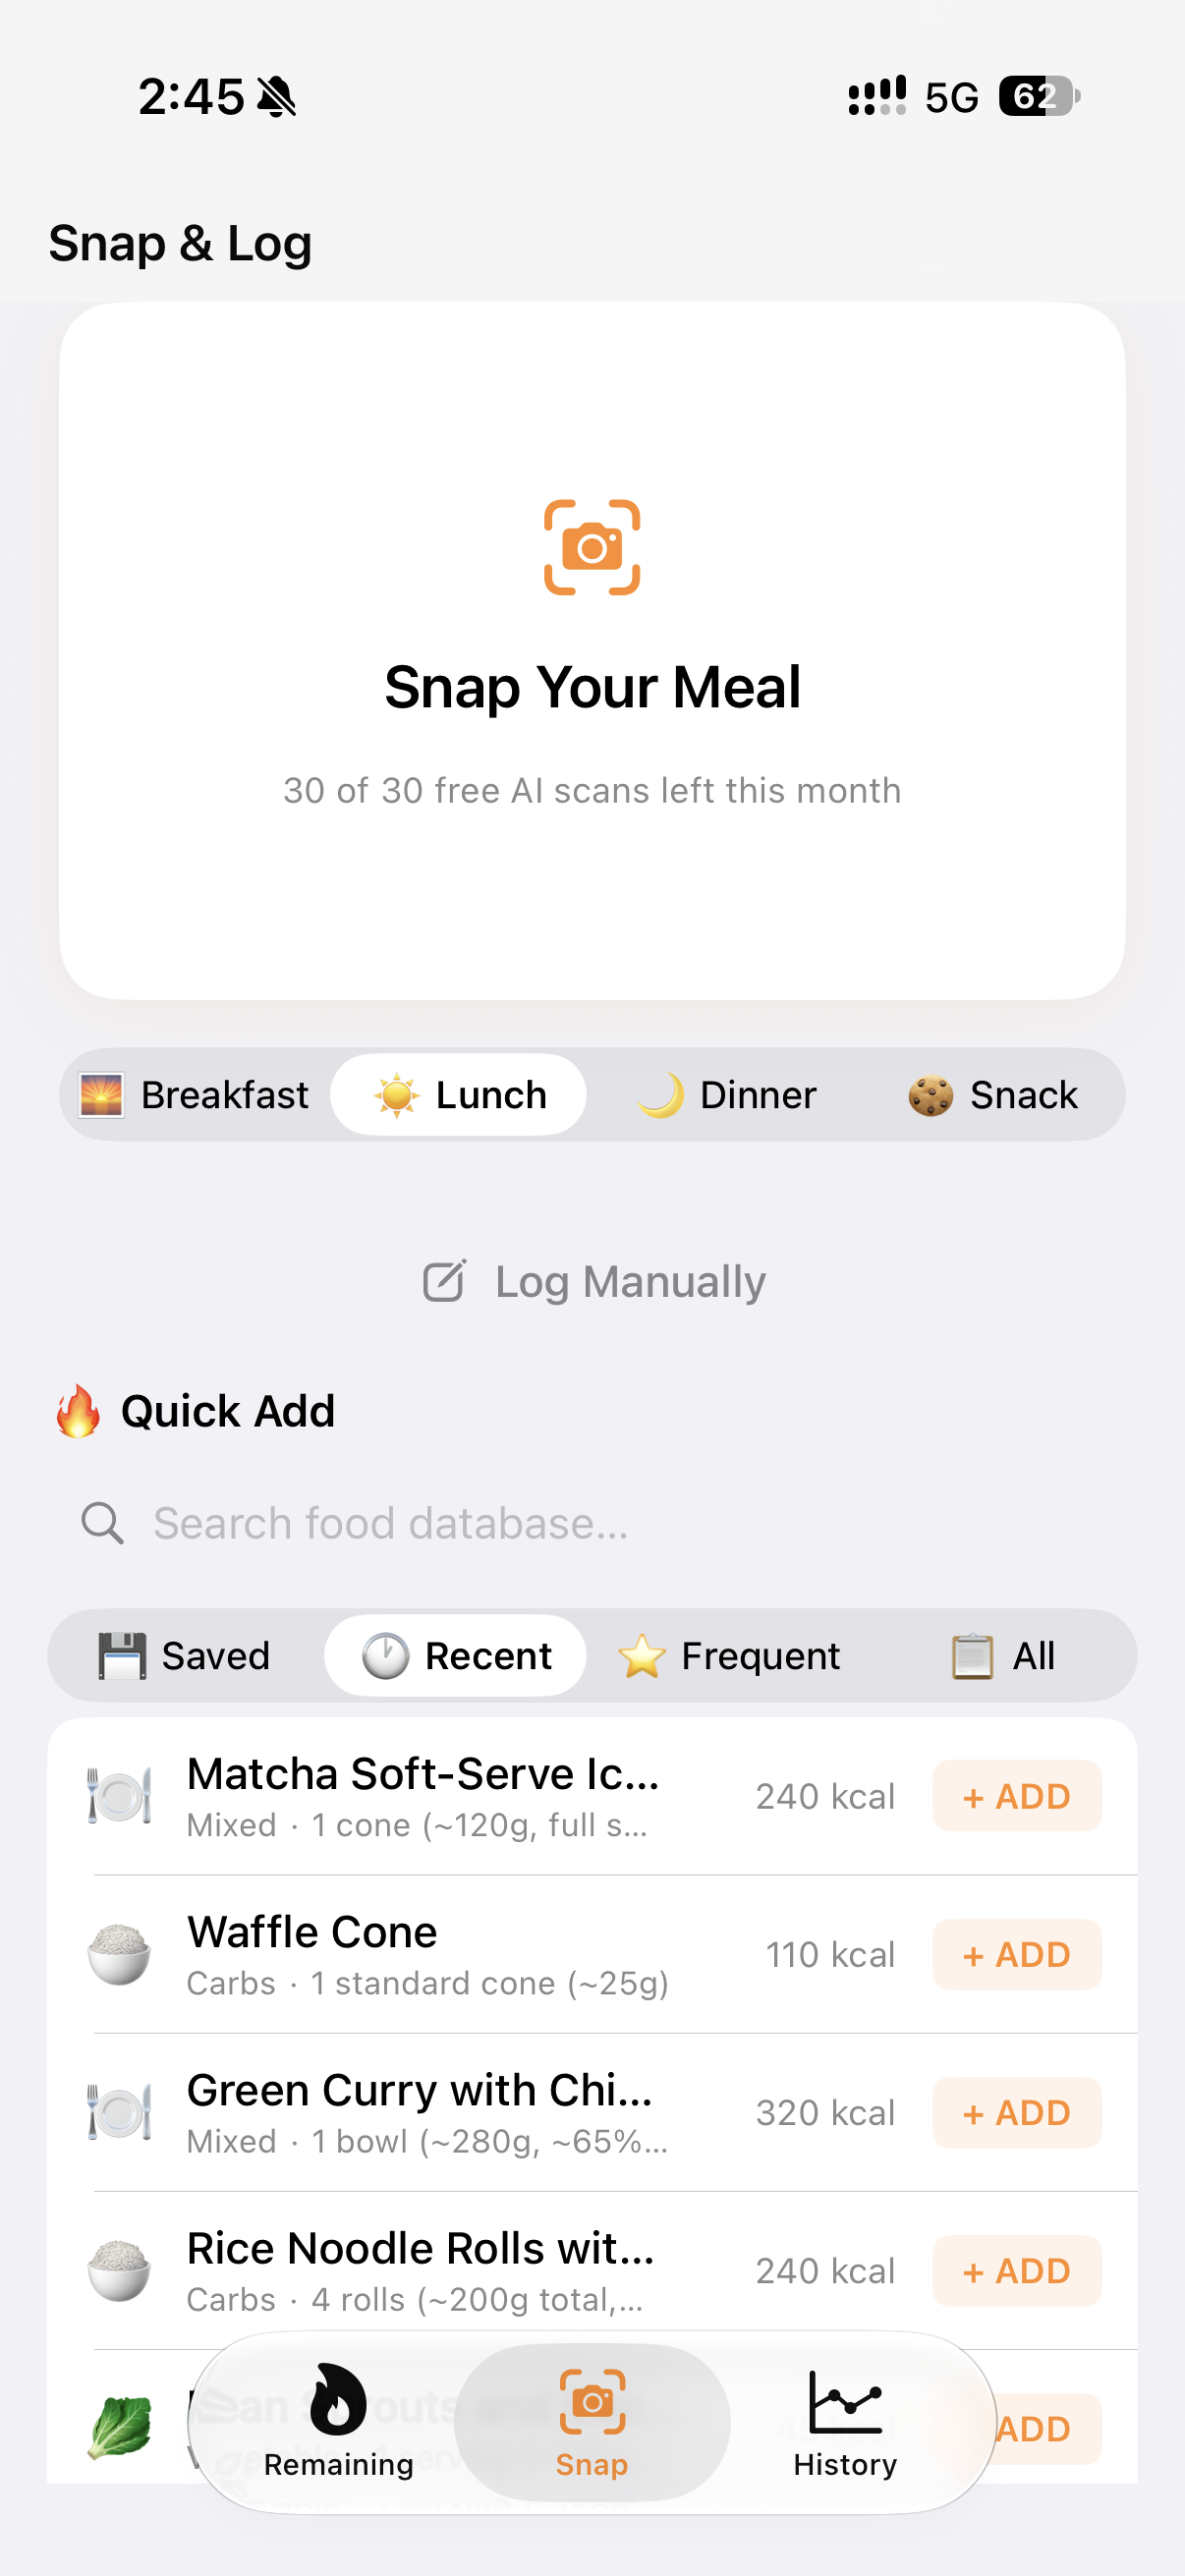 2:45
5G
62
Snap & Log
Snap Your Meal
30 of 30 free AI scans left this month
Breakfast
Lunch
Dinner
Snack
Log Manually
Quick Add
Search food database...
Saved
Recent
Frequent
All
Matcha Soft-Serve Ic...
240 kcal
+ ADD
Mixed · 1 cone (~120g, full s...
Waffle Cone
110 kcal
+ ADD
Carbs · 1 standard cone (~25g)
Green Curry with Chi...
320 kcal
+ ADD
Mixed · 1 bowl (~280g, ~65%...
Rice Noodle Rolls wit...
240 kcal
+ ADD
Carbs · 4 rolls (~200g total,...
ADD
Remaining
Snap
History